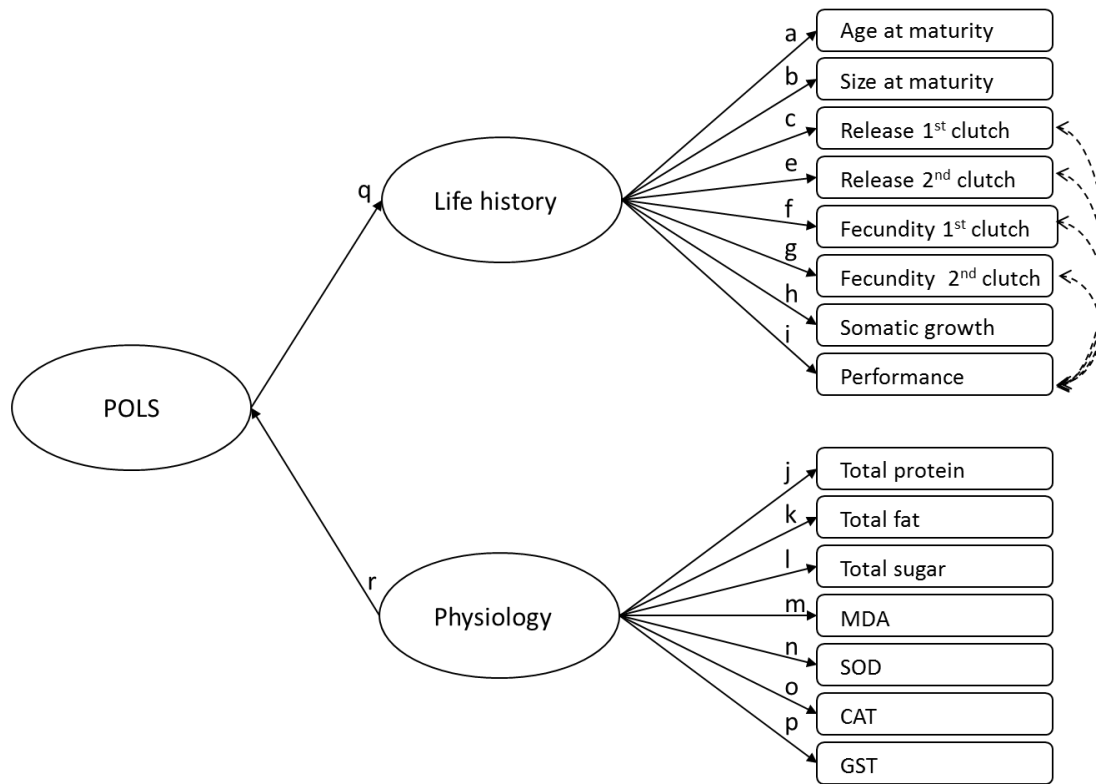 a
Age at maturity
b
Size at maturity
c
Release 1st clutch
e
Release 2nd clutch
q
Life history
f
Fecundity 1st clutch
g
Fecundity 2nd clutch
h
Somatic growth
i
Performance
POLS
j
Total protein
k
Total fat
l
Total sugar
r
Physiology
m
MDA
n
SOD
o
CAT
p
GST